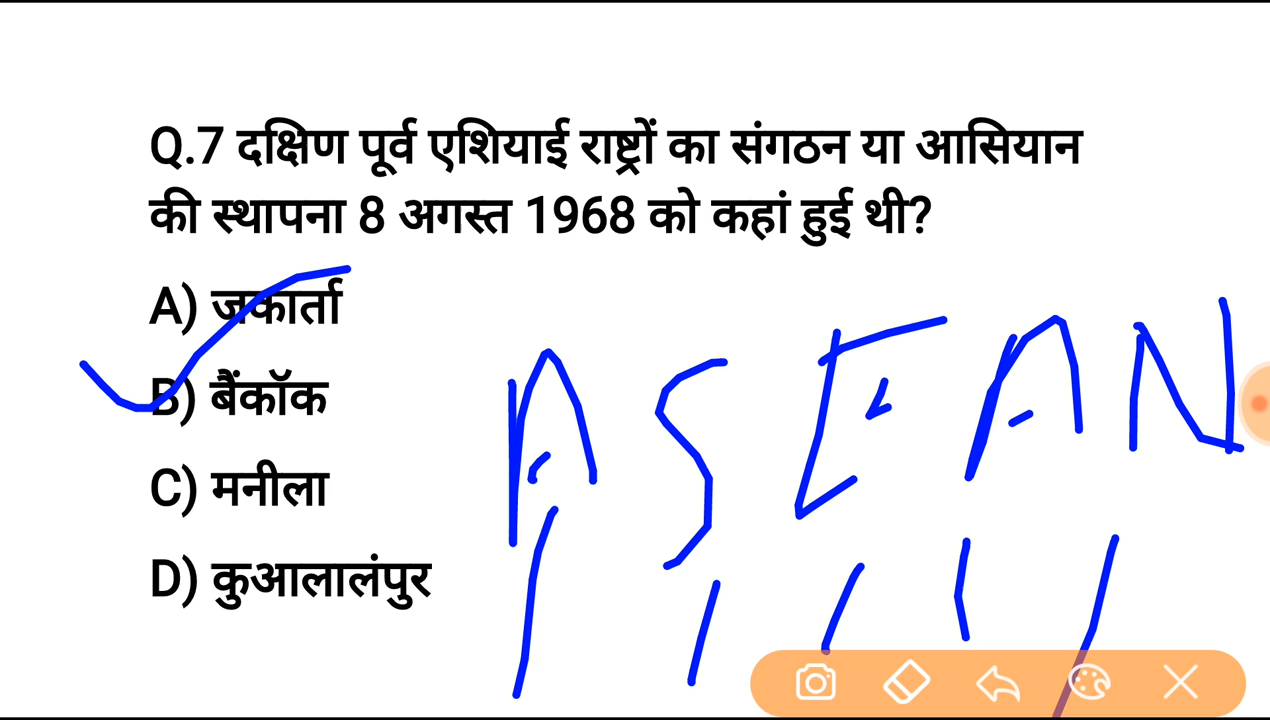 Q.7 दक्षिण पूर्व एशियाई राष्ट्रों का संगठन या आसियान
की स्थापना 8 अगस्त 1968 को कहां हुई थी?
A) जकार्ता
B) बैंकॉक
C) मनीला
D) कुआलालंपुर
ASEAN